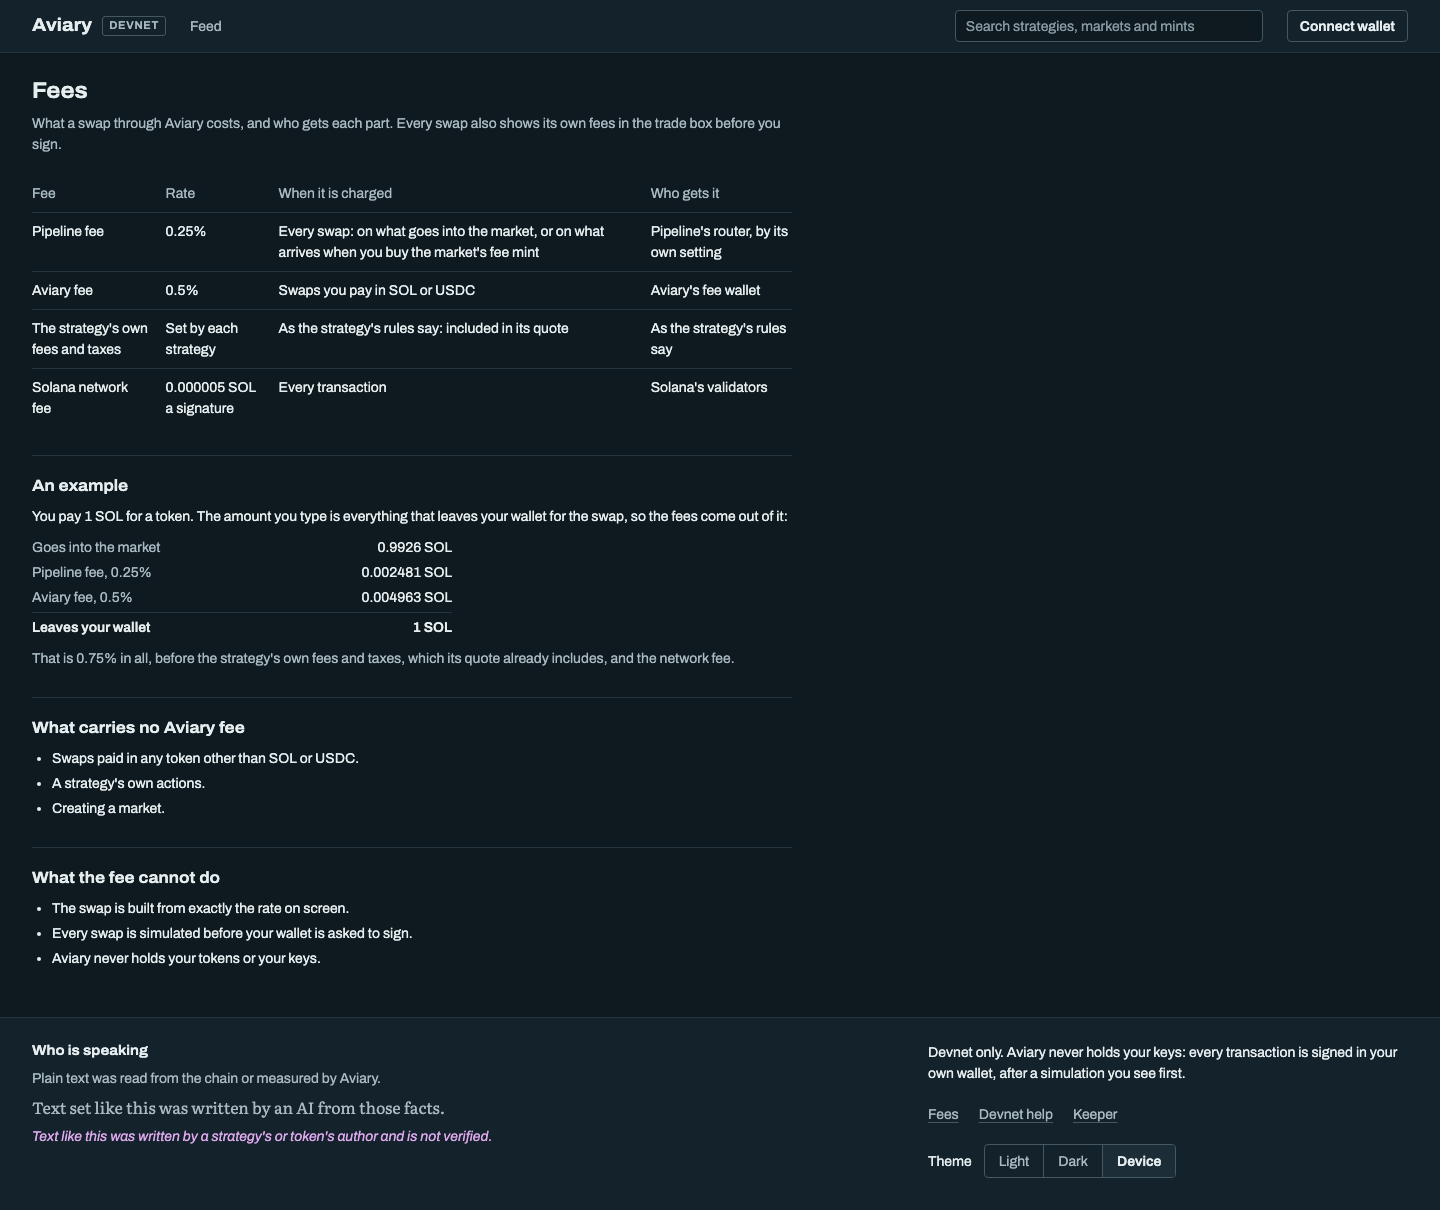 Aviary DEVNET Feed Search strategies, markets and mints Connect wallet
Fees
What a swap through Aviary costs, and who gets each part. Every swap also shows its own fees in the trade box before you
sign.
Fee Rate When it is charged Who gets it
Pipeline fee 0.25% Every swap: on what goes into the market, or on what Pipeline's router, by its
arrives when you buy the market's fee mint own setting
Aviary fee 0.5% Swaps you pay in SOL or USDC Aviary's fee wallet
The strategy's own Set by each As the strategy's rules say: included in its quote As the strategy's rules
fees and taxes strategy say
Solana network 0.000005 SOL Every transaction Solana's validators
fee a signature
An example
You pay 1 SOL for a token. The amount you type is everything that leaves your wallet for the swap, so the fees come out of it:
Goes into the market 0.9926 SOL
Pipeline fee, 0.25% 0.002481 SOL
Aviary fee, 0.5% 0.004963 SOL
Leaves your wallet 1 SOL
That is 0.75% in all, before the strategy's own fees and taxes, which its quote already includes, and the network fee.
What carries no Aviary fee
• Swaps paid in any token other than SOL or USDC.
• A strategy's own actions.
• Creating a market.
What the fee cannot do
• The swap is built from exactly the rate on screen.
• Every swap is simulated before your wallet is asked to sign.
• Aviary never holds your tokens or your keys.
Who is speaking
Plain text was read from the chain or measured by Aviary.
Text set like this was written by an AI from those facts.
Text like this was written by a strategy's or token's author and is not verified.
Devnet only. Aviary never holds your keys: every transaction is signed in your
own wallet, after a simulation you see first.
Fees Devnet help Keeper
Theme Light Dark Device